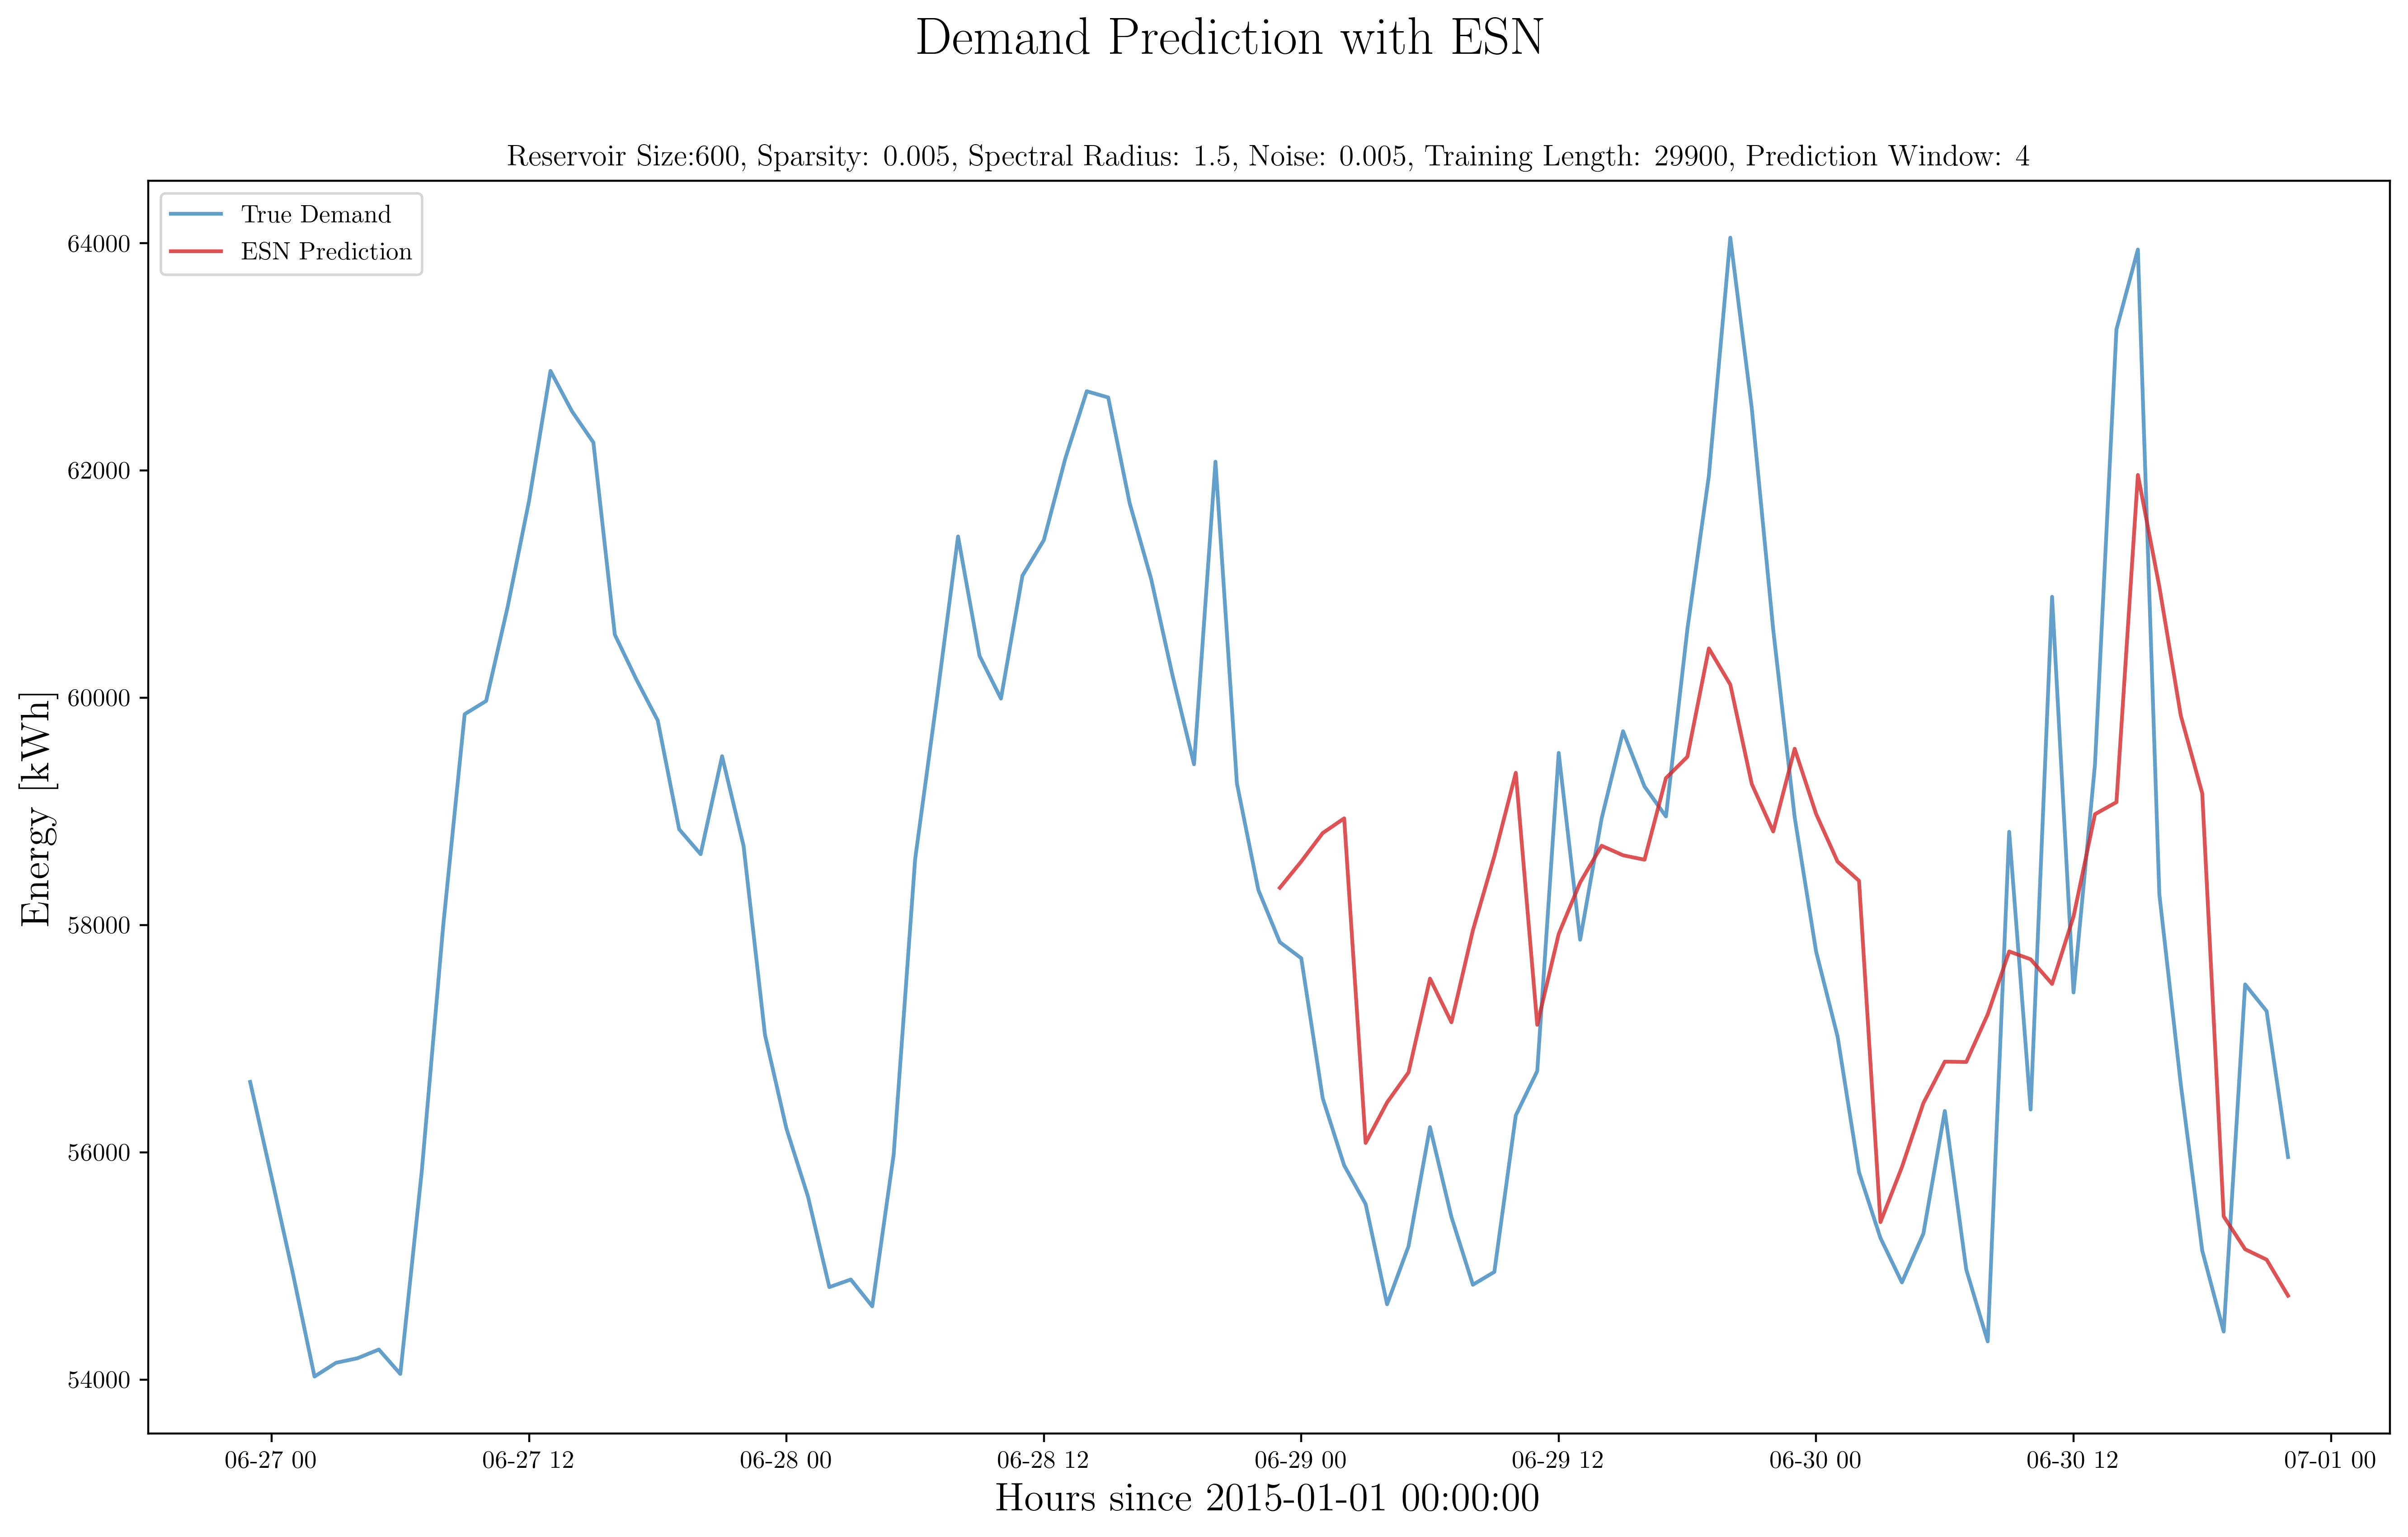 Demand Prediction with ESN
Reservoir Size:600, Sparsity: 0.005, Spectral Radius: 1.5, Noise: 0.005, Training Length: 29900, Prediction Window: 4
True Demand
ESN Prediction
64000
62000
60000
58000
56000
54000
Energy [kWh]
06-27 00
06-27 12
06-28 00
06-28 12
06-29 00
06-29 12
06-30 00
06-30 12
07-01 00
Hours since 2015-01-01 00:00:00